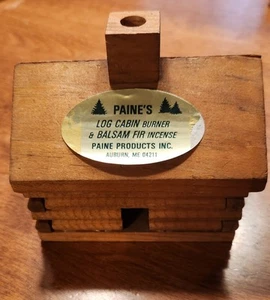 PAINE'S
LOG CABIN BURNER
& BALSAM FIR INCENSE
PAINE PRODUCTS INC.
AUBURN, ME 04211